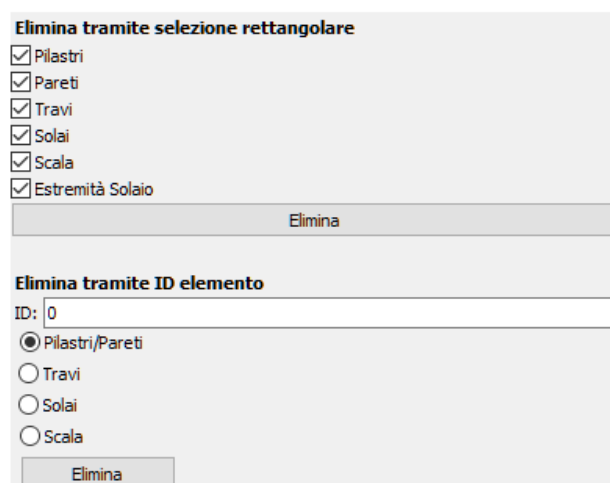 Elimina tramite selezione rettangolare
Pilastri
Pareti
Travi
Solai
Scala
Estremità Solaio
Elimina
Elimina tramite ID elemento
ID: 0
Pilastri/Pareti
Travi
Solai
Scala
Elimina